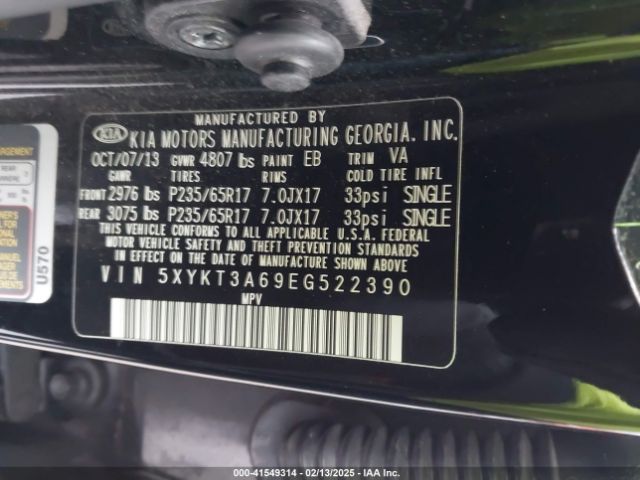 MANUFACTURED BY
KIA KIA MOTORS MANUFACTURING GEORGIA. INC.
OCT/07/13 GVWR 4807 lbs PAINT EB TRIM VA
GAWR TIRES RIMS COLD TIRE INFL
FRONT 2976 lbs P235/65R17 7.0JX17 33psi SINGLE
REAR 3075 lbs P235/65R17 7.0JX17 33psi SINGLE
THIS VEHICLE CONFORMS TO ALL APPLICABLE U.S.A. FEDERAL
MOTOR VEHICLE SAFETY AND THEFT PREVENTION STANDARDS
IN EFFECT ON THE DATE OF MANUFACTURE SHOWN ABOVE.
VIN 5XYKT3A69EG522390
MPV
U570
000-41549314 - 02/13/2025 - IAA Inc.